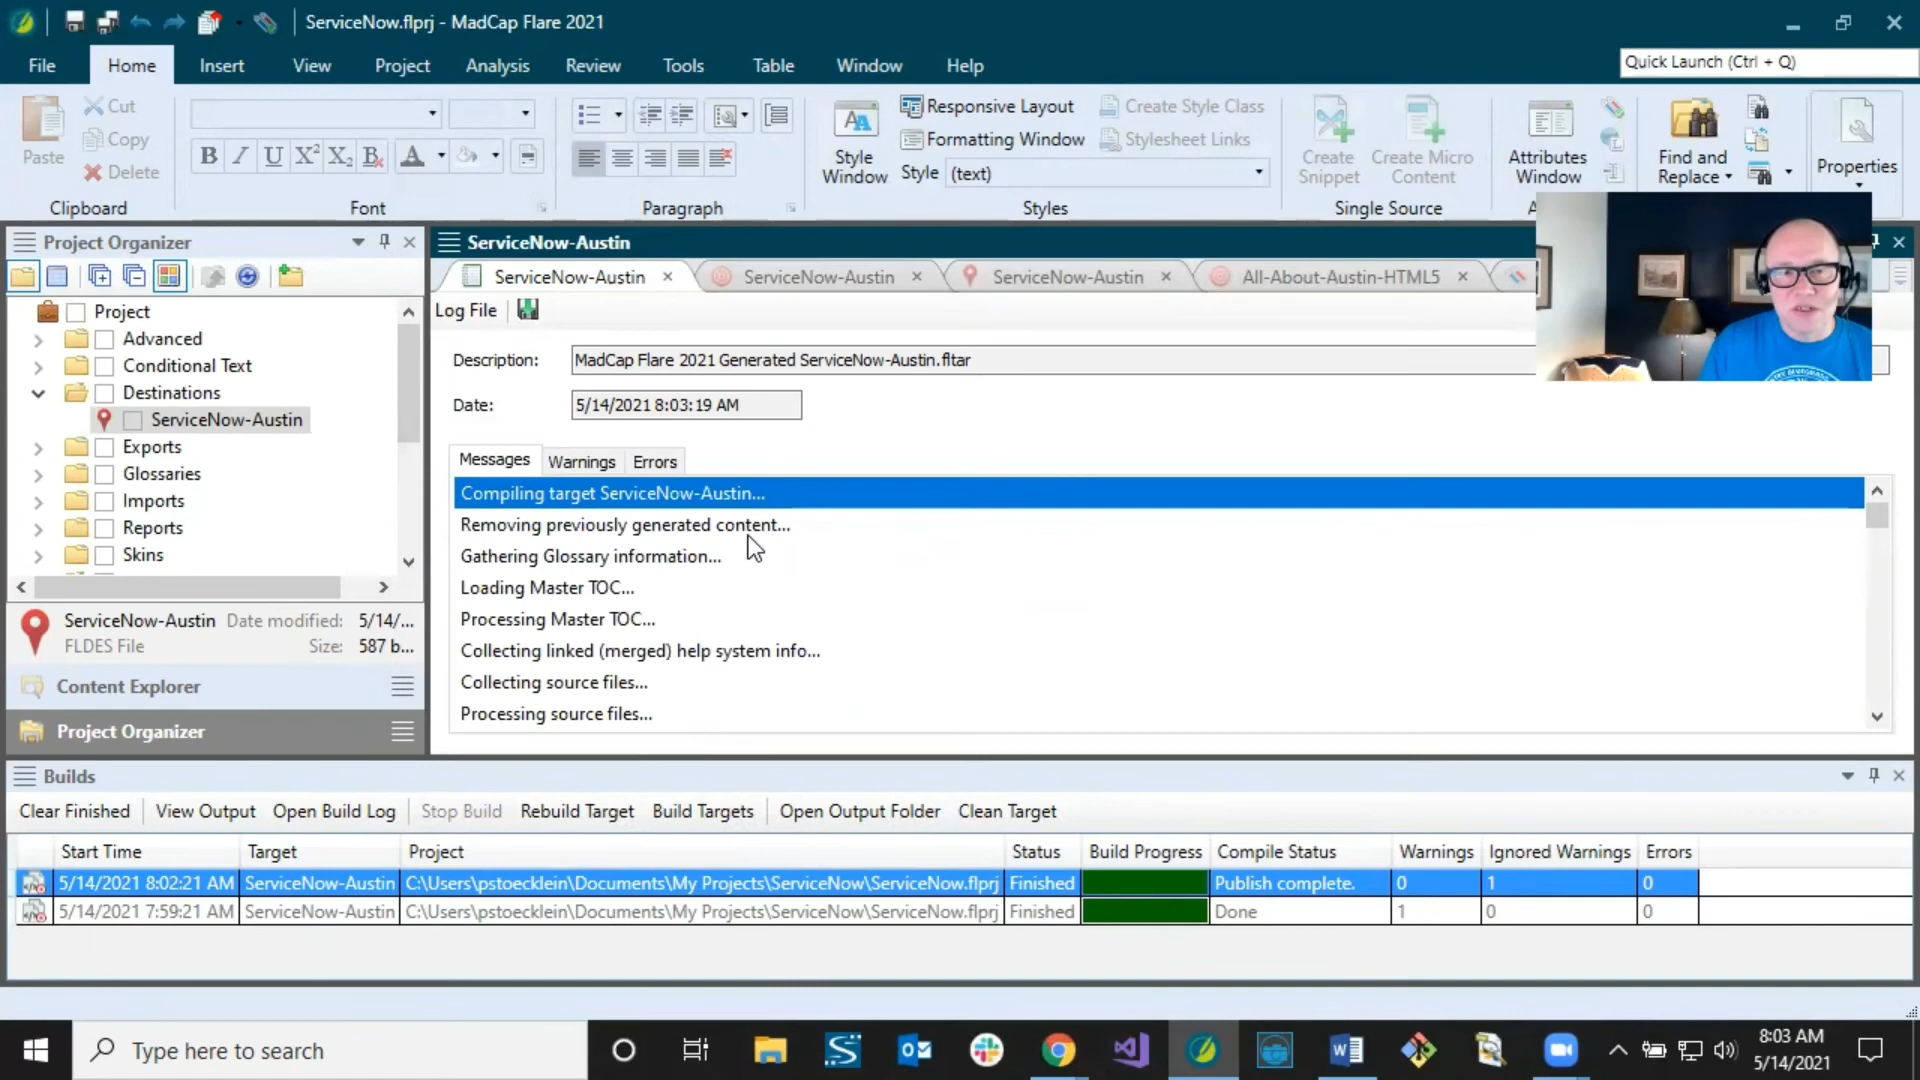 ServiceNow.flprj - MadCap Flare 2021
File Home Insert View Project Analysis Review Tools Table Window Help
Quick Launch (Ctrl + Q)
Paste
Cut
Copy
Delete
Clipboard
B I U X² X₂ B A
Font
Paragraph
Style Window
Responsive Layout
Formatting Window
Style (text)
Create Style Class
Stylesheet Links
Styles
Create Snippet
Create Micro Content
Single Source
Attributes Window
Find and Replace
Properties
Project Organizer
Project
Advanced
Conditional Text
Destinations
ServiceNow-Austin
Exports
Glossaries
Imports
Reports
Skins
ServiceNow-Austin Date modified: 5/14/...
FLDES File Size: 587 b...
Content Explorer
Project Organizer
ServiceNow-Austin
ServiceNow-Austin ServiceNow-Austin ServiceNow-Austin All-About-Austin-HTML5
Log File
Description: MadCap Flare 2021 Generated ServiceNow-Austin.fltar
Date: 5/14/2021 8:03:19 AM
Messages Warnings Errors
Compiling target ServiceNow-Austin...
Removing previously generated content...
Gathering Glossary information...
Loading Master TOC...
Processing Master TOC...
Collecting linked (merged) help system info...
Collecting source files...
Processing source files...
Builds
Clear Finished View Output Open Build Log Stop Build Rebuild Target Build Targets Open Output Folder Clean Target
Start Time Target Project Status Build Progress Compile Status Warnings Ignored Warnings Errors
5/14/2021 8:02:21 AM ServiceNow-Austin C:\Users\pstoecklein\Documents\My Projects\ServiceNow\ServiceNow.flprj Finished Publish complete. 0 1 0
5/14/2021 7:59:21 AM ServiceNow-Austin C:\Users\pstoecklein\Documents\My Projects\ServiceNow\ServiceNow.flprj Finished Done 1 0 0
Type here to search
8:03 AM
5/14/2021